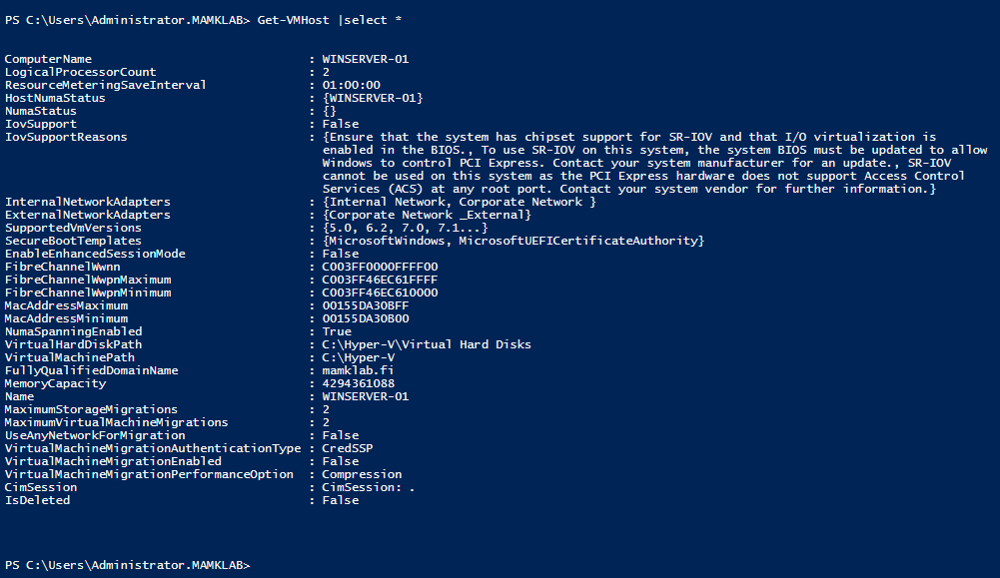 PS C:\Users\Administrator.MAMKLAB> Get-VMHost |select *
ComputerName : WINSERVER-01
LogicalProcessorCount : 2
ResourceMeteringSaveInterval : 01:00:00
HostNumaStatus : {WINSERVER-01}
NumaStatus : {}
IovSupport : False
IovSupportReasons : {Ensure that the system has chipset support for SR-IOV and that I/O virtualization is
enabled in the BIOS., To use SR-IOV on this system, the system BIOS must be updated to allow
Windows to control PCI Express. Contact your system manufacturer for an update., SR-IOV
cannot be used on this system as the PCI Express hardware does not support Access Control
Services (ACS) at any root port. Contact your system vendor for further information.}
InternalNetworkAdapters : {Internal Network, Corporate Network }
ExternalNetworkAdapters : {Corporate Network _External}
SupportedVmVersions : {5.0, 6.2, 7.0, 7.1...}
SecureBootTemplates : {MicrosoftWindows, MicrosoftUEFICertificateAuthority}
EnableEnhancedSessionMode : False
FibreChannelWwnn : C003FF0000FFFF00
FibreChannelWwpnMaximum : C003FF46EC61FFFF
FibreChannelWwpnMinimum : C003FF46EC610000
MacAddressMaximum : 00155DA30BFF
MacAddressMinimum : 00155DA30B00
NumaSpanningEnabled : True
VirtualHardDiskPath : C:\Hyper-V\Virtual Hard Disks
VirtualMachinePath : C:\Hyper-V
FullyQualifiedDomainName : mamklab.fi
MemoryCapacity : 4294361088
Name : WINSERVER-01
MaximumStorageMigrations : 2
MaximumVirtualMachineMigrations : 2
UseAnyNetworkForMigration : False
VirtualMachineMigrationAuthenticationType : CredSSP
VirtualMachineMigrationEnabled : False
VirtualMachineMigrationPerformanceOption : Compression
CimSession : CimSession: .
IsDeleted : False
PS C:\Users\Administrator.MAMKLAB>